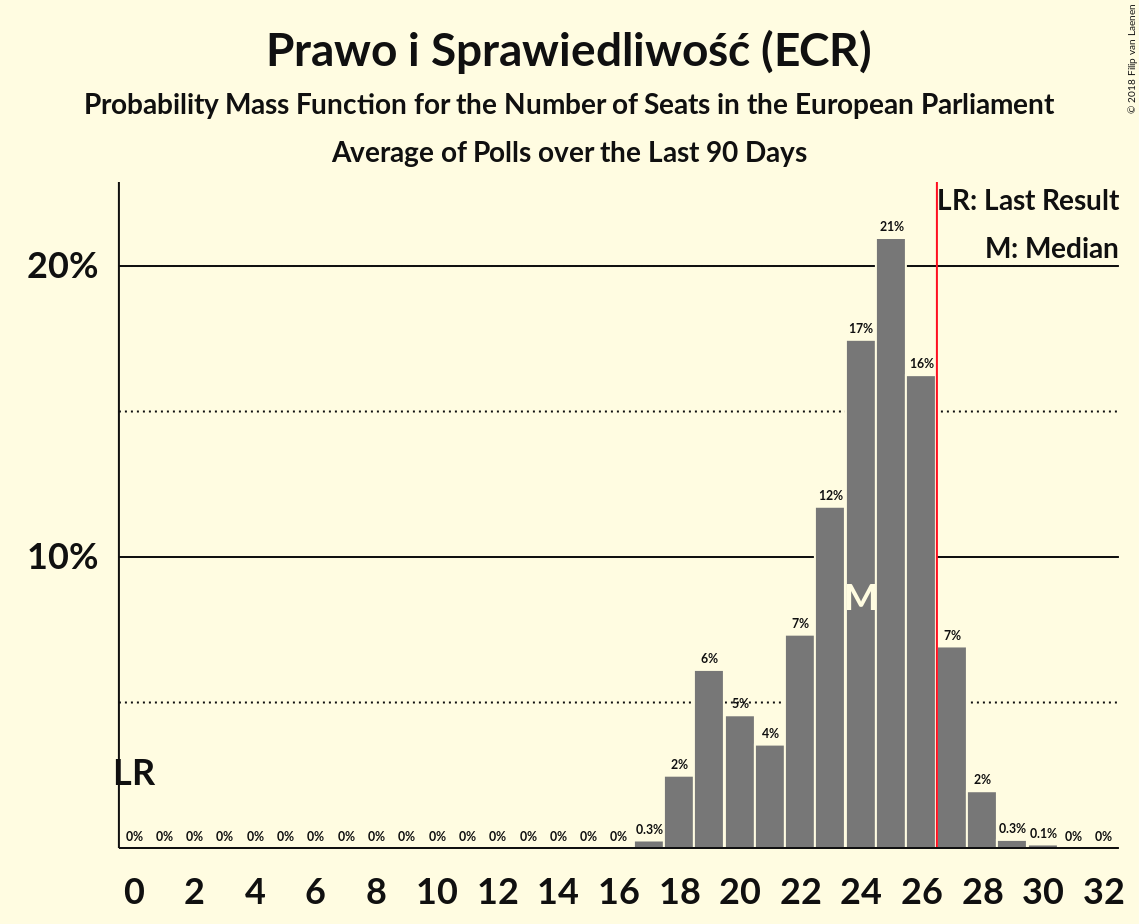 Prawo i Sprawiedliwość (ECR)
Probability Mass Function for the Number of Seats in the European Parliament
Average of Polls over the Last 90 Days
© 2018 Filip van Laenen
LR: Last Result
M: Median
20%
10%
21%
17%
16%
12%
M
7%
7%
6%
5%
4%
LR
2%
2%
0% 0% 0% 0% 0% 0% 0% 0% 0% 0% 0% 0% 0% 0% 0% 0% 0% 0.3% 0.3% 0.1% 0% 0%
0 2 4 6 8 10 12 14 16 18 20 22 24 26 28 30 32